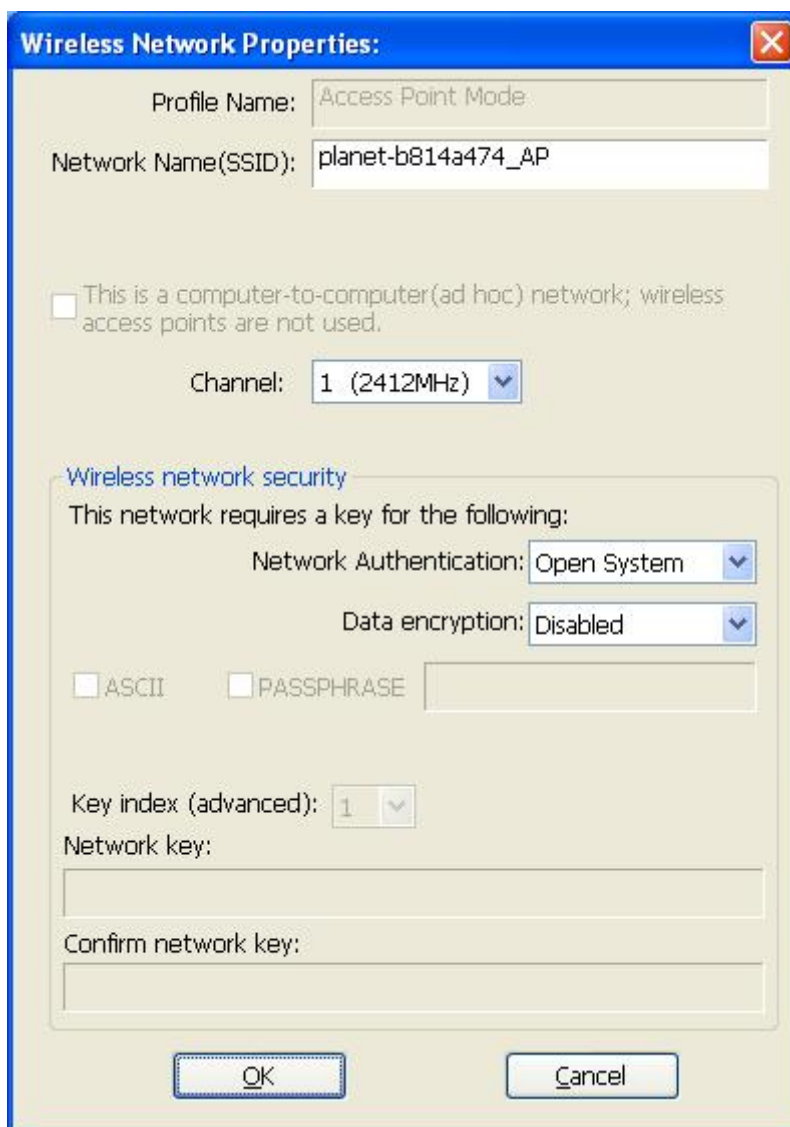 Wireless Network Properties:
Profile Name: Access Point Mode
Network Name(SSID): planet-b814a474_AP
This is a computer-to-computer(ad hoc) network; wireless
access points are not used.
Channel: 1 (2412MHz)
Wireless network security
This network requires a key for the following:
Network Authentication: Open System
Data encryption: Disabled
ASCII PASSPHRASE
Key index (advanced): 1
Network key:
Confirm network key:
OK Cancel